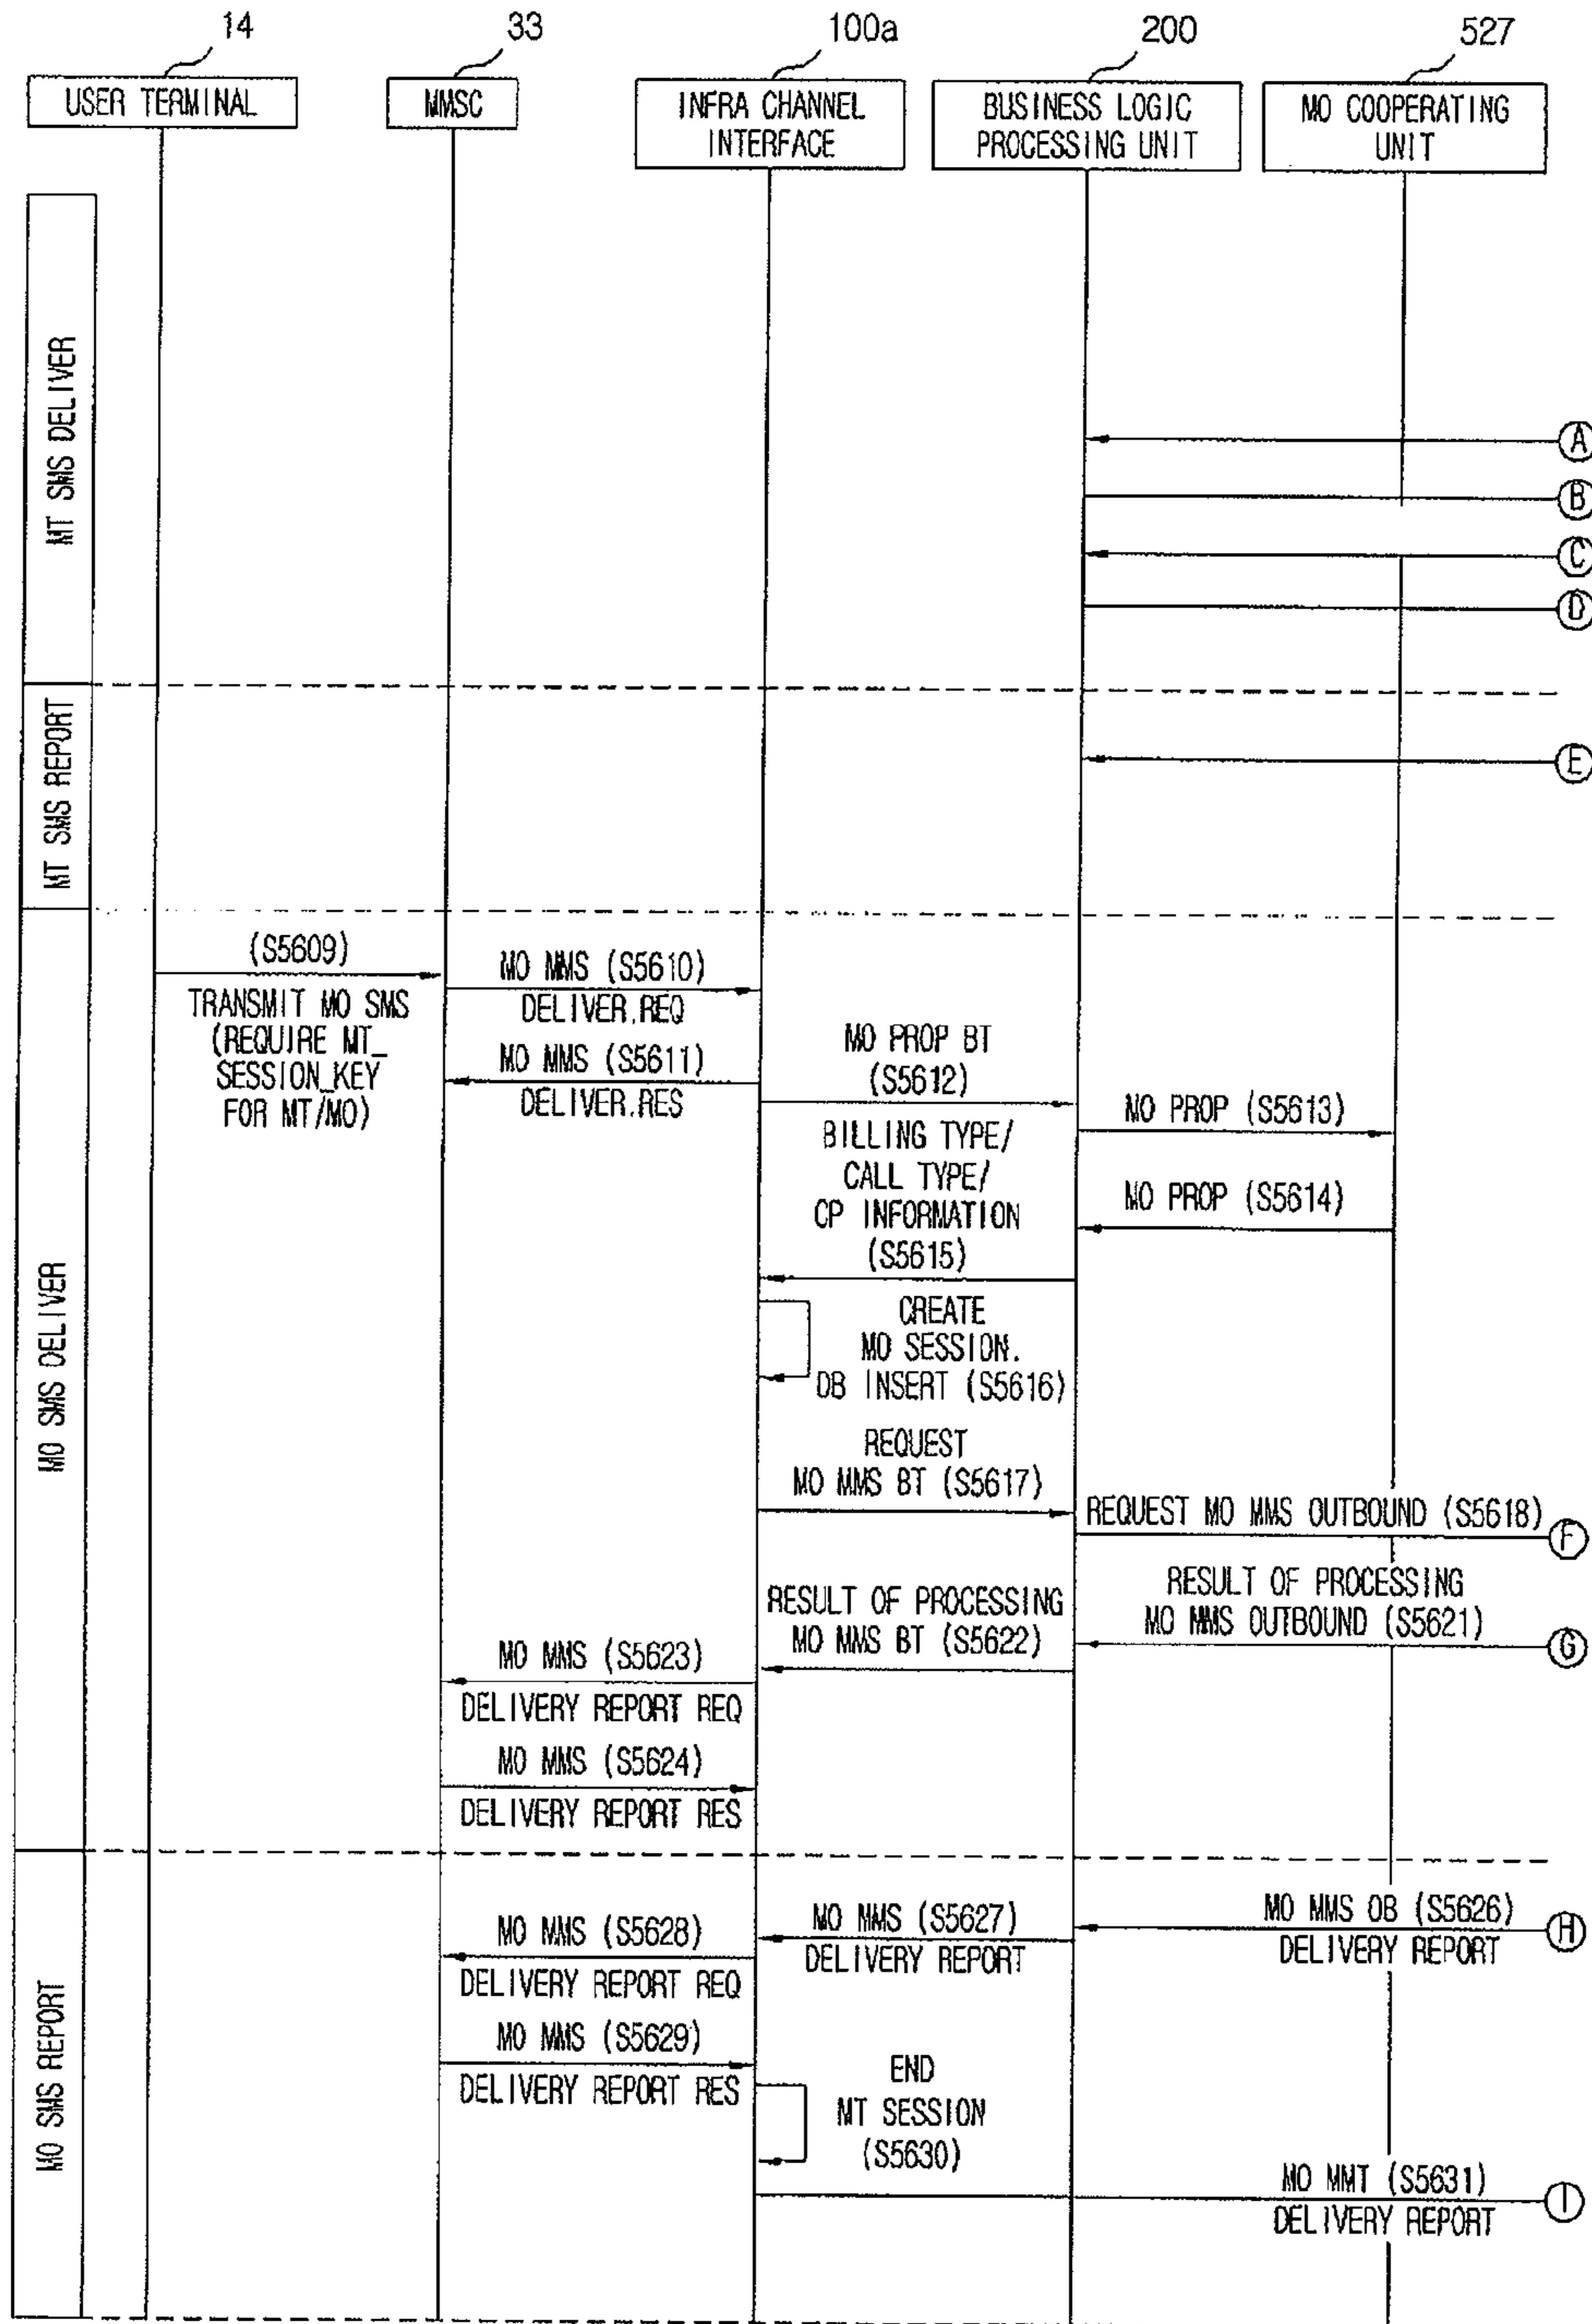 14
33
100a
200
527
USER TERMINAL
MMSC
INFRA CHANNEL
INTERFACE
BUSINESS LOGIC
PROCESSING UNIT
MO COOPERATING
UNIT
MT SMS DELIVER
A
B
C
D
MT SMS REPORT
E
MO SMS DELIVER
(S5609)
TRANSMIT MO SMS
(REQUIRE MT_
SESSION_KEY
FOR MT/MO)
MO MMS (S5610)
DELIVER.REQ
MO MMS (S5611)
DELIVER.RES
MO PROP BT
(S5612)
MO PROP (S5613)
BILLING TYPE/
CALL TYPE/
CP INFORMATION
(S5615)
MO PROP (S5614)
CREATE
MO SESSION.
DB INSERT (S5616)
REQUEST
MO MMS BT (S5617)
REQUEST MO MMS OUTBOUND (S5618)
F
RESULT OF PROCESSING
MO MMS OUTBOUND (S5621)
G
RESULT OF PROCESSING
MO MMS BT (S5622)
MO MMS (S5623)
DELIVERY REPORT REQ
MO MMS (S5624)
DELIVERY REPORT RES
MO SMS REPORT
MO MMS OB (S5626)
DELIVERY REPORT
H
MO MMS (S5627)
DELIVERY REPORT
MO MMS (S5628)
DELIVERY REPORT REQ
MO MMS (S5629)
DELIVERY REPORT RES
END
MT SESSION
(S5630)
MO MMT (S5631)
DELIVERY REPORT
I